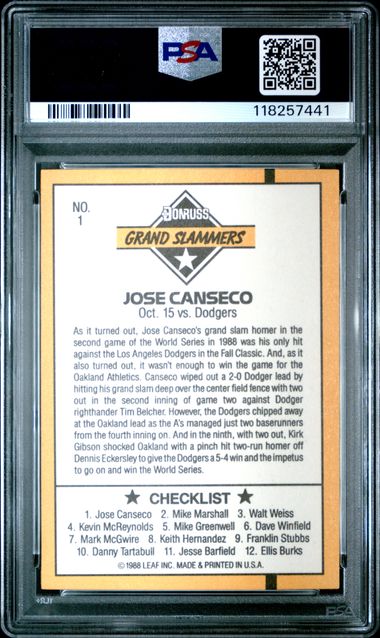 PSA
118257441
NO.
1
DONRUSS
GRAND SLAMMERS
JOSE CANSECO
Oct. 15 vs. Dodgers
As it turned out, Jose Canseco's grand slam homer in the
second game of the World Series in 1988 was his only hit
against the Los Angeles Dodgers in the Fall Classic. And, as it
also turned out, it wasn't enough to win the game for the
Oakland Athletics. Canseco wiped out a 2-0 Dodger lead by
hitting his grand slam deep over the center field fence with two
out in the second inning of game two against Dodger
righthander Tim Belcher. However, the Dodgers chipped away
at the Oakland lead as the A's managed just two baserunners
from the fourth inning on. And in the ninth, with two out, Kirk
Gibson shocked Oakland with a pinch hit two-run homer off
Dennis Eckersley to give the Dodgers a 5-4 win and the impetus
to go on and win the World Series.
★ CHECKLIST ★
1. Jose Canseco 2. Mike Marshall 3. Walt Weiss
4. Kevin McReynolds 5. Mike Greenwell 6. Dave Winfield
7. Mark McGwire 8. Keith Hernandez 9. Franklin Stubbs
10. Danny Tartabull 11. Jesse Barfield 12. Ellis Burks
© 1988 LEAF INC. MADE & PRINTED IN U.S.A.